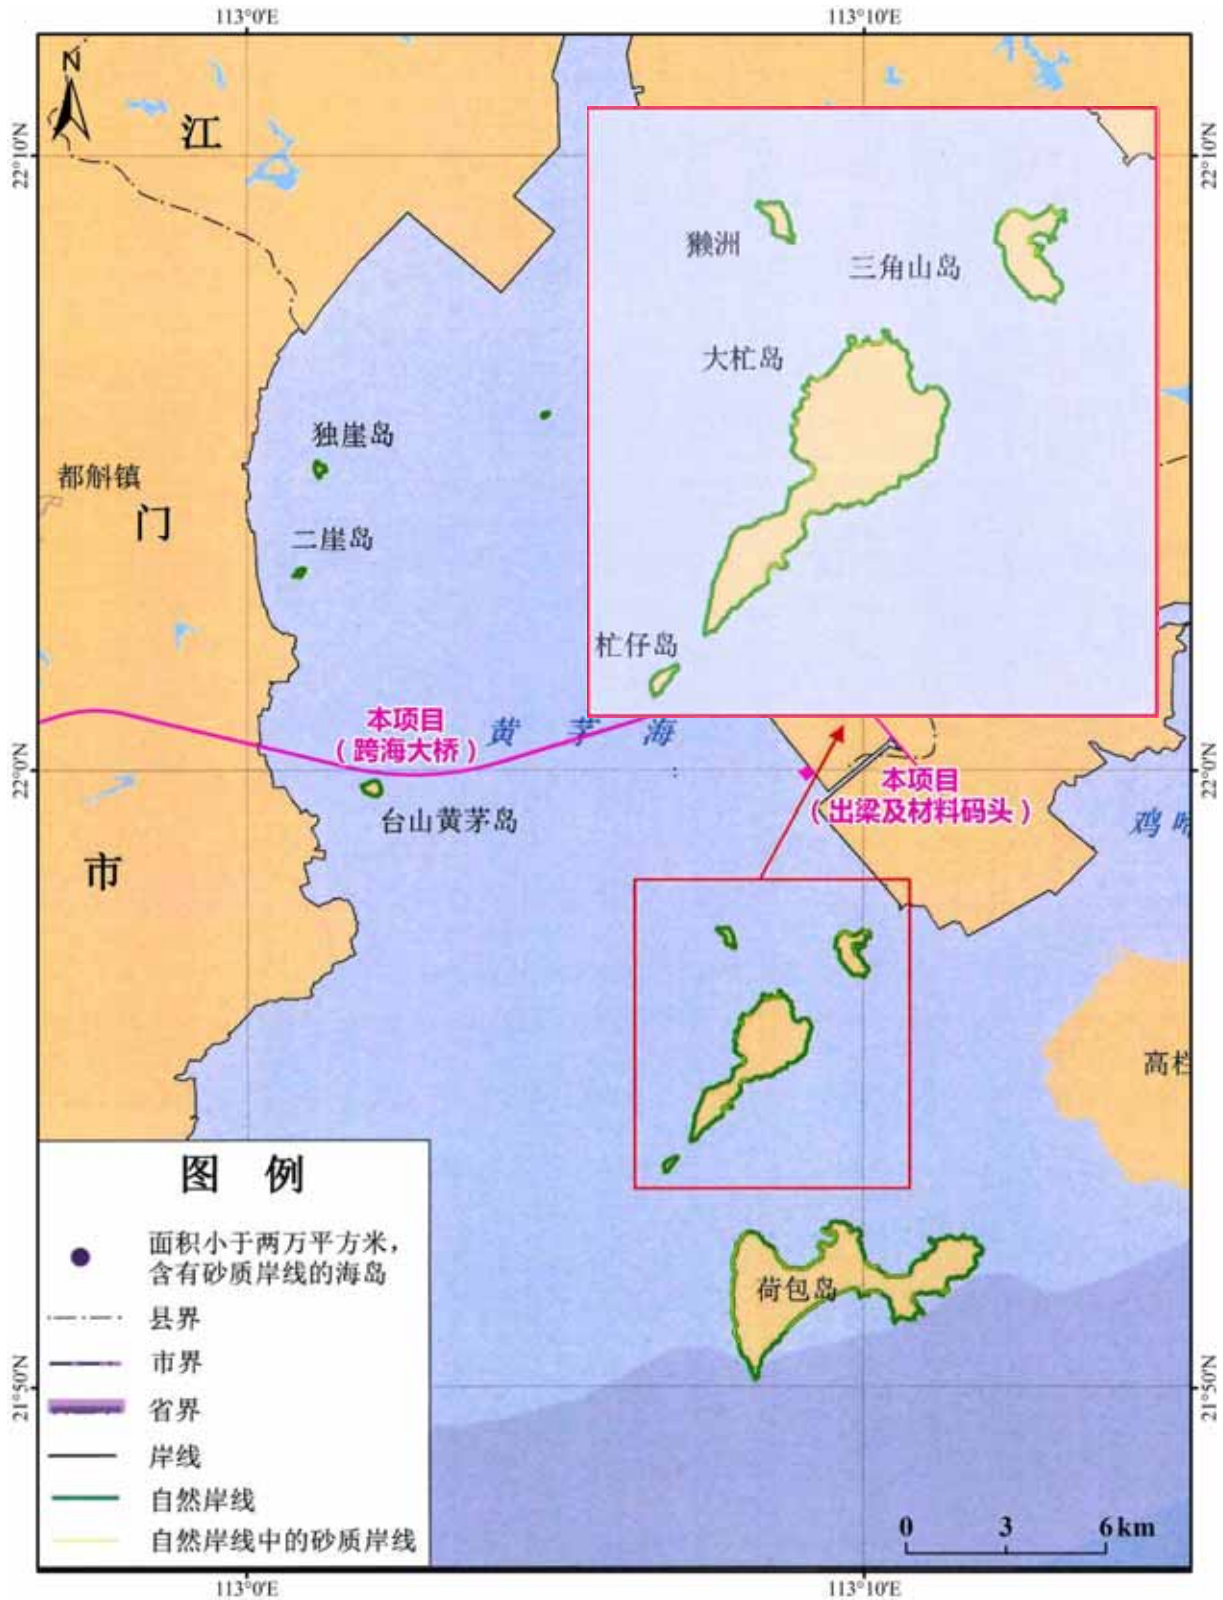 113°0′E
113°10′E
N
江
22°10′N
22°10′N
獭洲
三角山岛
大杧岛
独崖岛
都斛镇
门
二崖岛
杧仔岛
本项目
（跨海大桥）
黄茅海
22°0′N
22°0′N
本项目
（出梁及材料码头）
台山黄茅岛
鸡啼
市
高栏
图例
面积小于两万平方米，
含有砂质岸线的海岛
县界
市界
省界
岸线
自然岸线
自然岸线中的砂质岸线
荷包岛
21°50′N
21°50′N
0 3 6 km
113°0′E
113°10′E